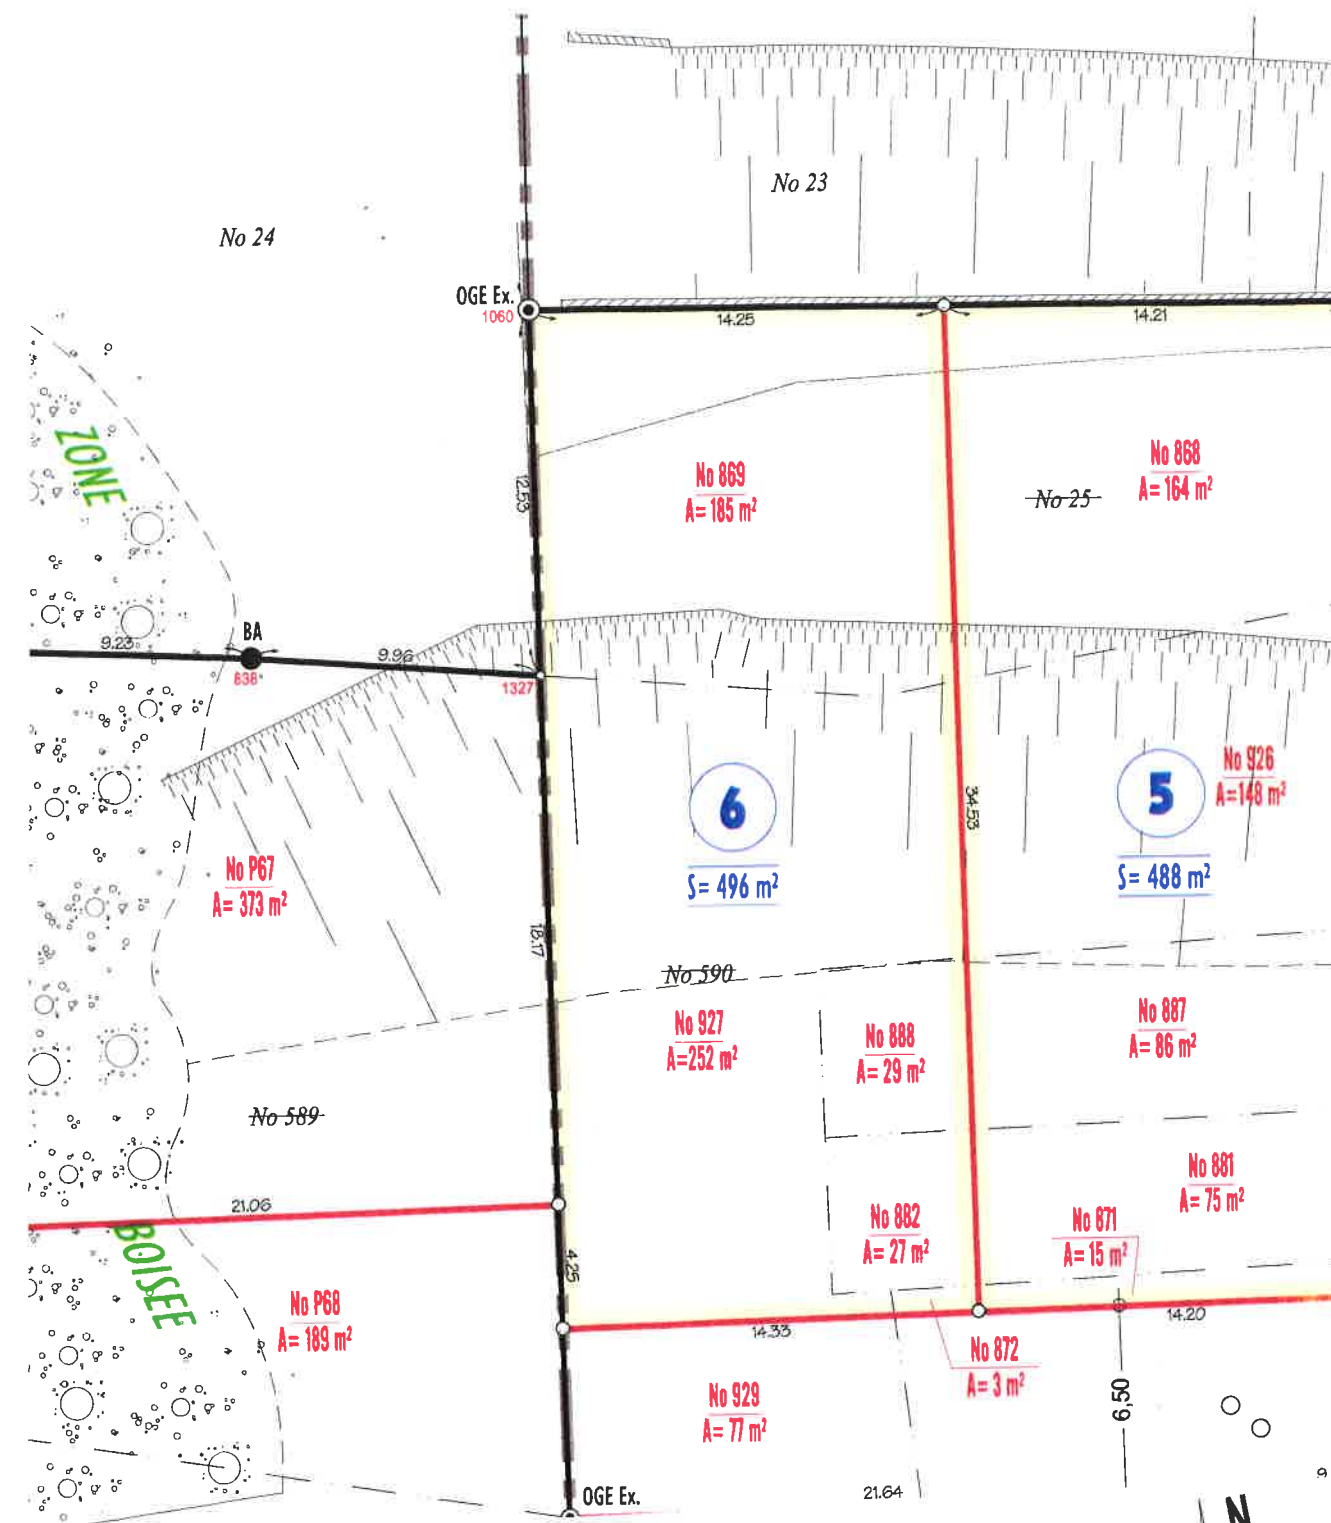 No 23
No 24
OGE Ex.
1060
14.25
14.21
ZONE
12.53
No 869
A= 185 m²
No 868
A= 164 m²
No 25
BA
9.23
9.96
838
1327
6
S= 496 m²
5
S= 488 m²
No 926
A=148 m²
34.53
No P67
A= 373 m²
18.17
No 590
No 927
A=252 m²
No 888
A= 29 m²
No 887
A= 86 m²
No 589
21.06
No 882
A= 27 m²
No 871
A= 15 m²
No 881
A= 75 m²
BOISEE
4.25
No P68
A= 189 m²
14.33
14.20
No 872
A= 3 m²
No 929
A= 77 m²
6,50
OGE Ex.
21.64
9
N